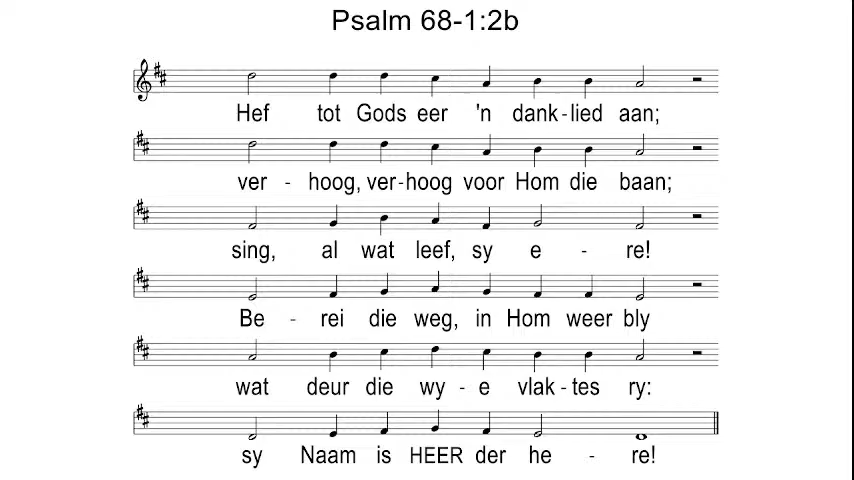 Psalm 68-1:2b
Hef tot Gods eer 'n dank-lied aan;
ver - hoog, ver-hoog voor Hom die baan;
sing, al wat leef, sy e - re!
Be - rei die weg, in Hom weer bly
wat deur die wy - e vlak-tes ry:
sy Naam is HEER der he - re!